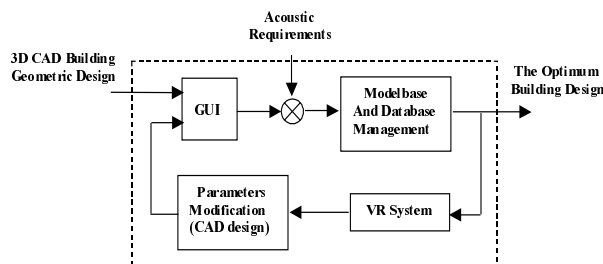 Acoustic
Requirements
3D CAD Building
Geometric Design
The Optimum
Building Design
GUI
Modelbase
And Database
Management
Parameters
Modification
(CAD design)
VR System